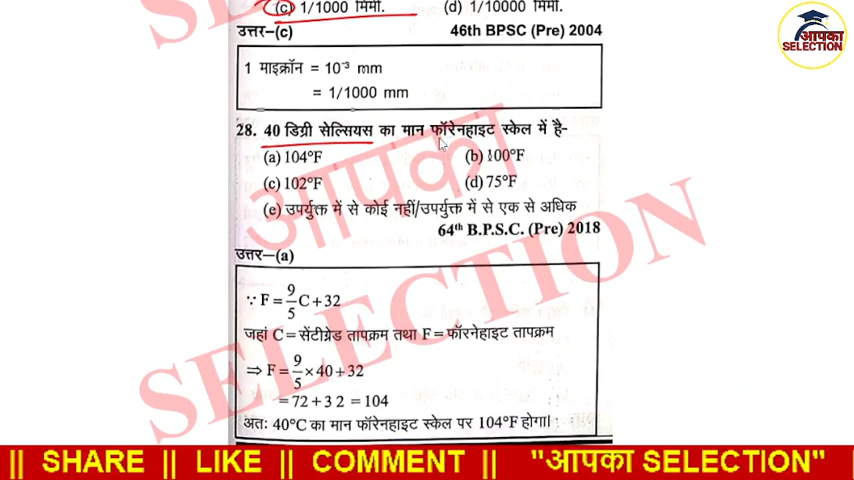 (c) 1/1000 मिमी. (d) 1/10000 मिमी.
उत्तर–(c) 46th BPSC (Pre) 2004
1 माइक्रॉन = 10⁻³ mm
= 1/1000 mm
28. 40 डिग्री सेल्सियस का मान फॉरेनहाइट स्केल में है-
(a) 104°F (b) 100°F
(c) 102°F (d) 75°F
(e) उपर्युक्त में से कोई नहीं/उपर्युक्त में से एक से अधिक
64th B.P.S.C. (Pre) 2018
उत्तर–(a)
∵ F = 9/5 C + 32
जहां C = सेंटीग्रेड तापक्रम तथा F = फॉरनेहाइट तापक्रम
⇒ F = 9/5 × 40 + 32
= 72 + 3 2 = 104
अतः 40°C का मान फॉरेनहाइट स्केल पर 104°F होगा।
आपका
SELECTION
SELECTION
आपका
SELECTION
|| SHARE || LIKE || COMMENT || "आपका SELECTION"